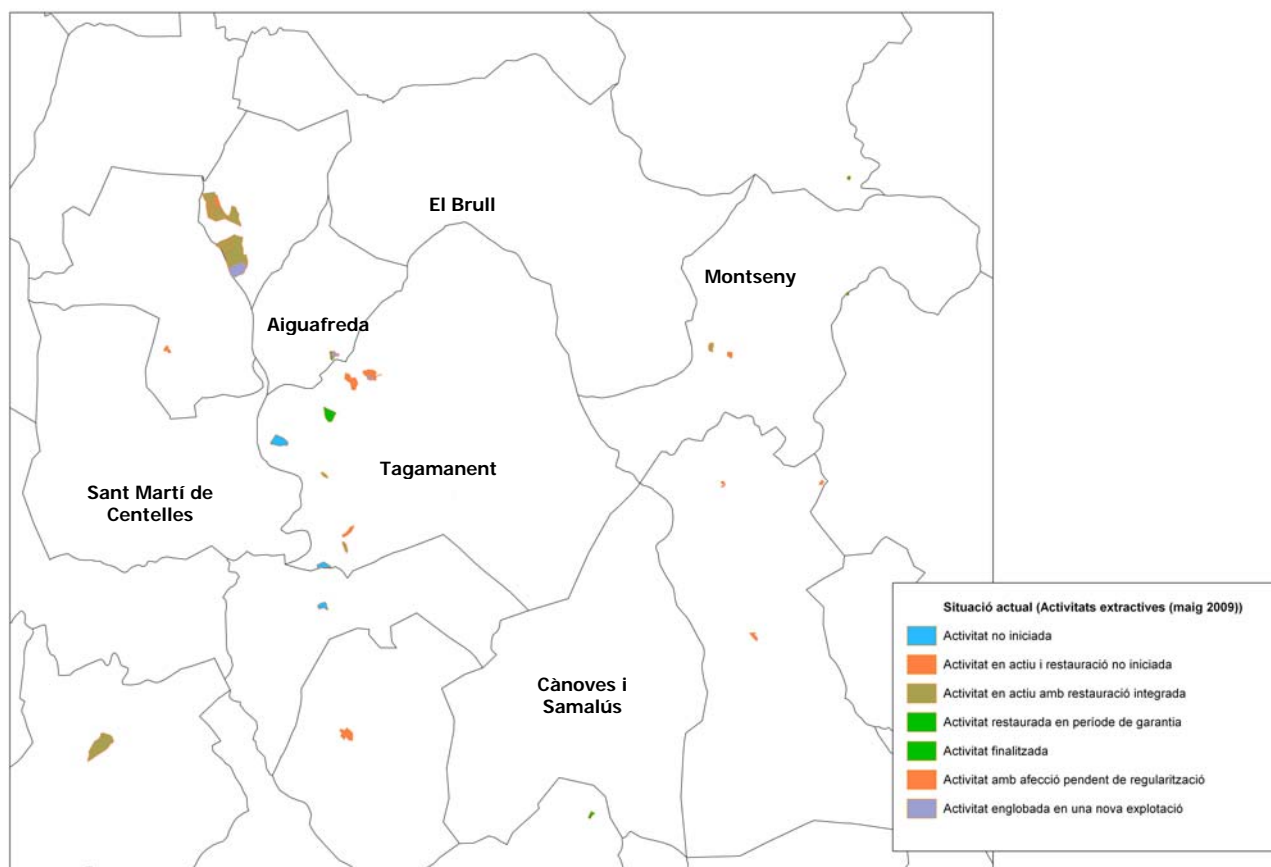 El Brull
Montseny
Aiguafreda
Tagamanent
Sant Martí de
Centelles
Cànoves i
Samalús
Situació actual (Activitats extractives (maig 2009))
Activitat no iniciada
Activitat en actiu i restauració no iniciada
Activitat en actiu amb restauració integrada
Activitat restaurada en període de garantia
Activitat finalitzada
Activitat amb afecció pendent de regularització
Activitat englobada en una nova explotació